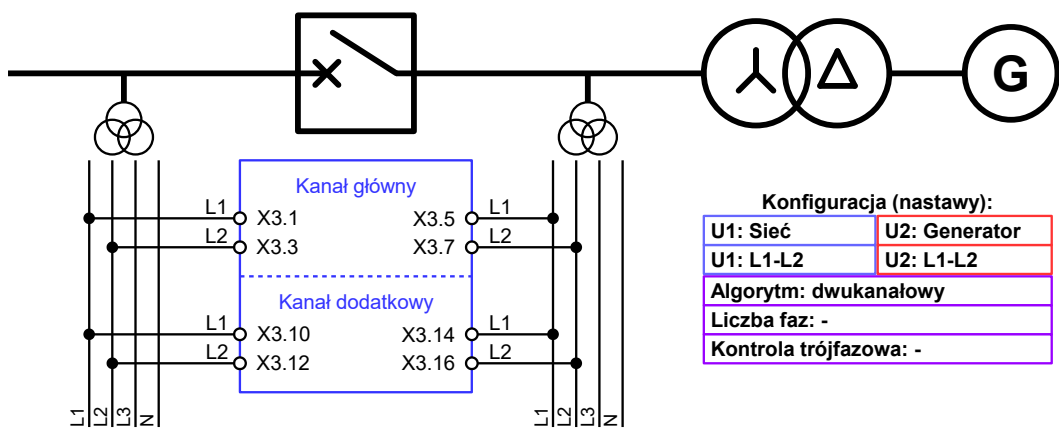 G
Kanał główny
L1 X3.1 X3.5 L1
L2 X3.3 X3.7 L2
Kanał dodatkowy
L1 X3.10 X3.14 L1
L2 X3.12 X3.16 L2
L1 L2 L3 N
L1 L2 L3 N
Konfiguracja (nastawy):
U1: Sieć U2: Generator
U1: L1-L2 U2: L1-L2
Algorytm: dwukanałowy
Liczba faz: -
Kontrola trójfazowa: -